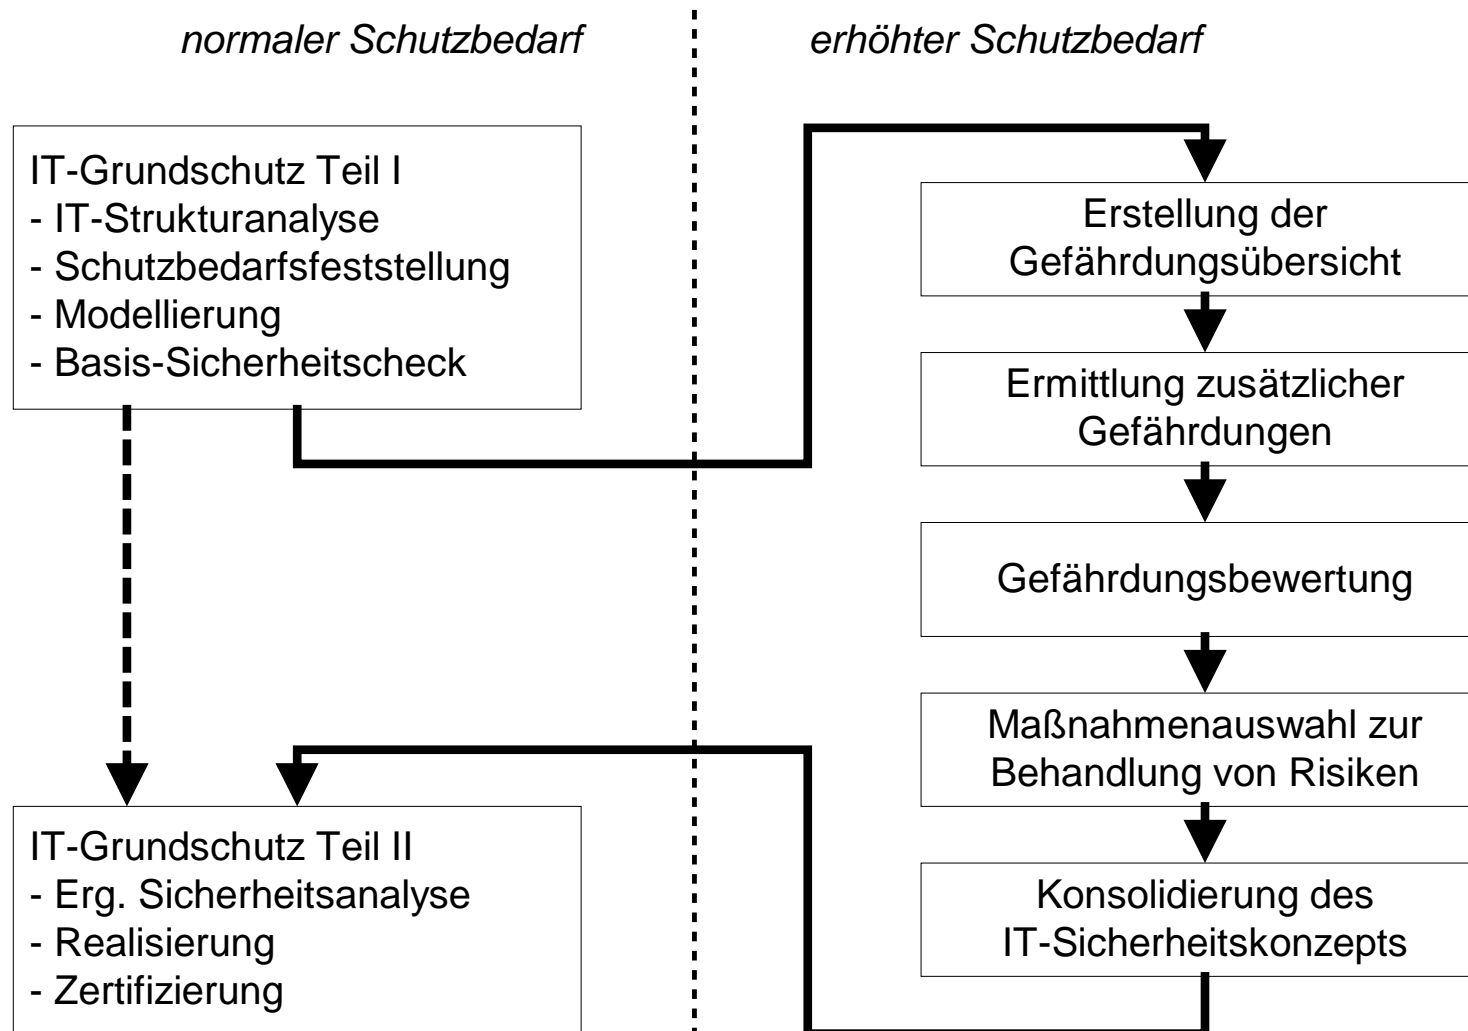 normaler Schutzbedarf
erhöhter Schutzbedarf
IT-Grundschutz Teil I
- IT-Strukturanalyse
- Schutzbedarfsfeststellung
- Modellierung
- Basis-Sicherheitscheck
IT-Grundschutz Teil II
- Erg. Sicherheitsanalyse
- Realisierung
- Zertifizierung
Erstellung der
Gefährdungsübersicht
Ermittlung zusätzlicher
Gefährdungen
Gefährdungsbewertung
Maßnahmenauswahl zur
Behandlung von Risiken
Konsolidierung des
IT-Sicherheitskonzepts